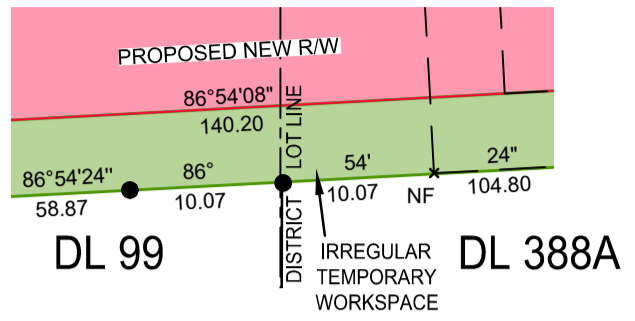 PROPOSED NEW R/W
86°54'08"
140.20
DISTRICT LOT LINE
86°54'24" 86° 54' 24"
58.87 10.07 10.07 NF 104.80
DL 99 DL 388A
IRREGULAR
TEMPORARY
WORKSPACE